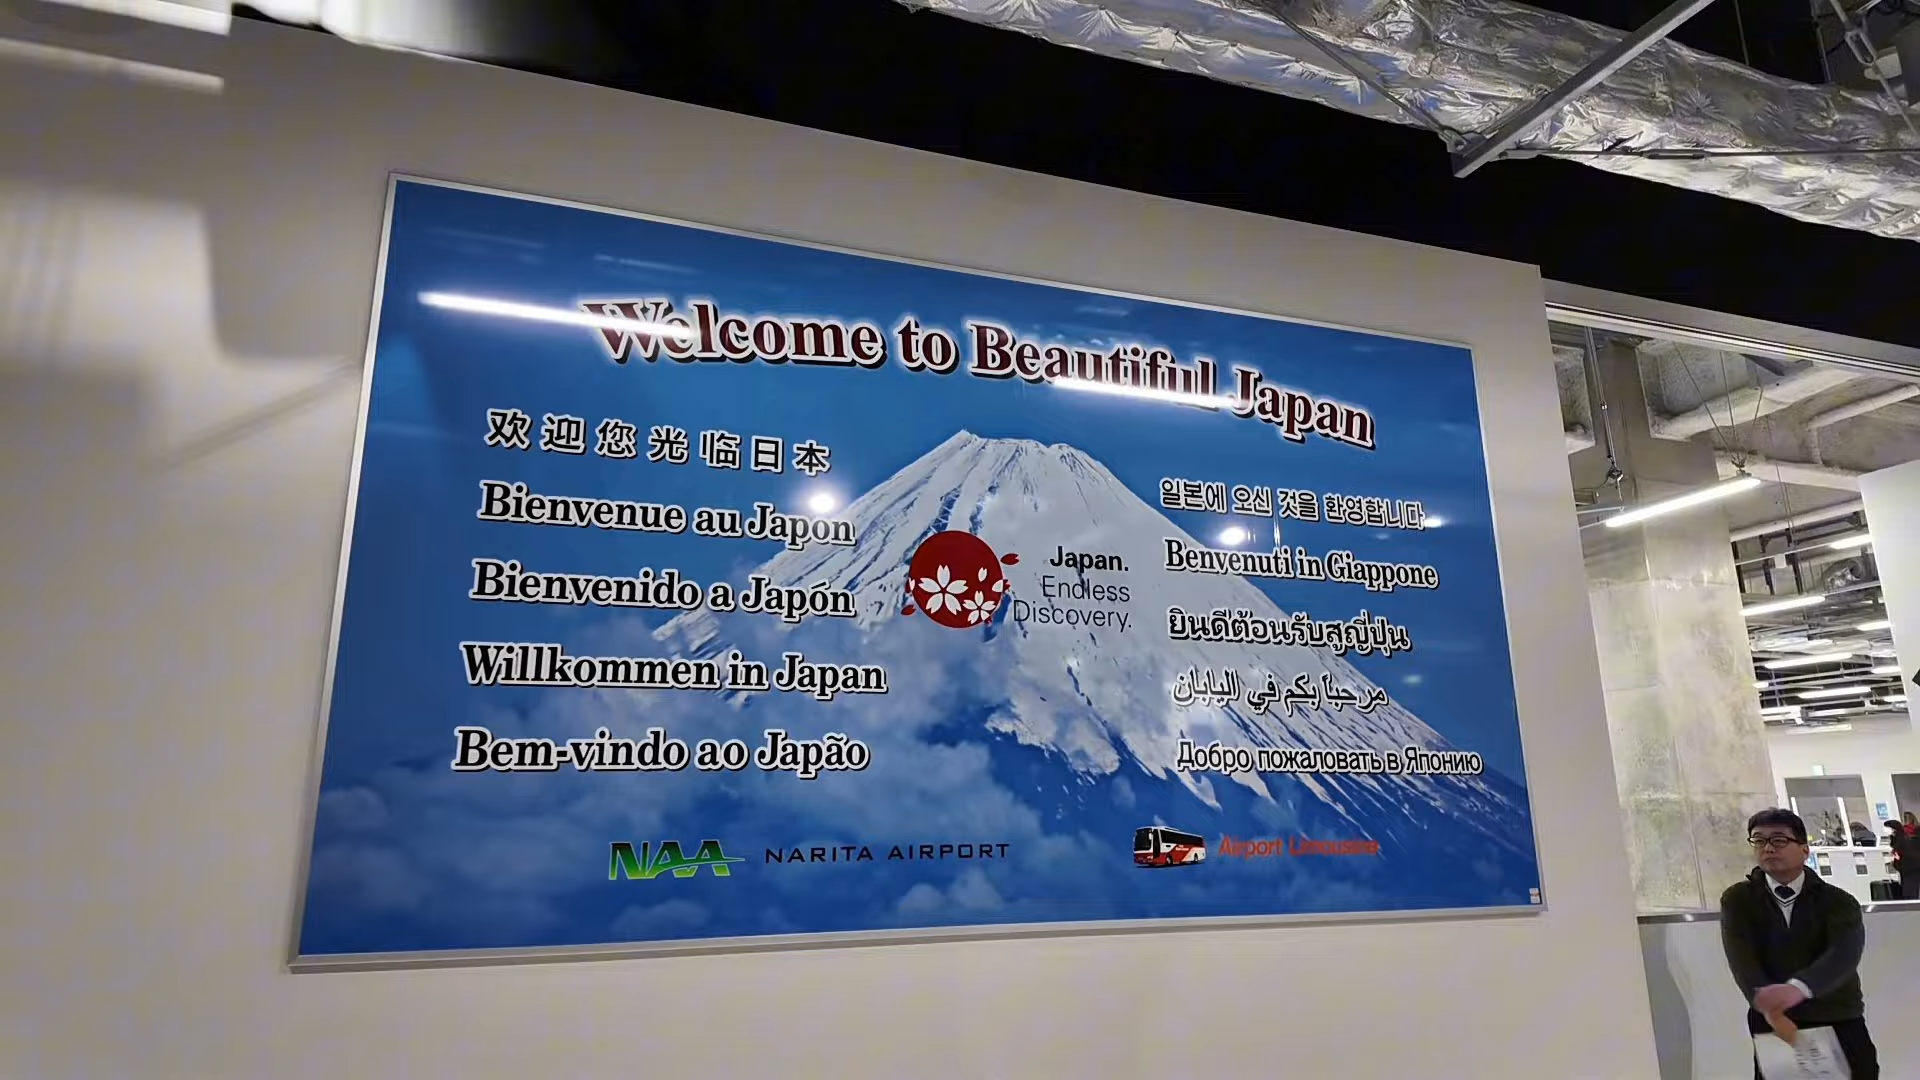 Welcome to Beautiful Japan
欢迎您光临日本
Bienvenue au Japon
Bienvenido a Japón
Willkommen in Japan
Bem-vindo ao Japão
Japan.
Endless
Discovery.
일본에 오신 것을 환영합니다
Benvenuti in Giappone
ยินดีต้อนรับสู่ญี่ปุ่น
مرحباً بكم في اليابان
Добро пожаловать в Японию
NAA NARITA AIRPORT
Airport Limousine